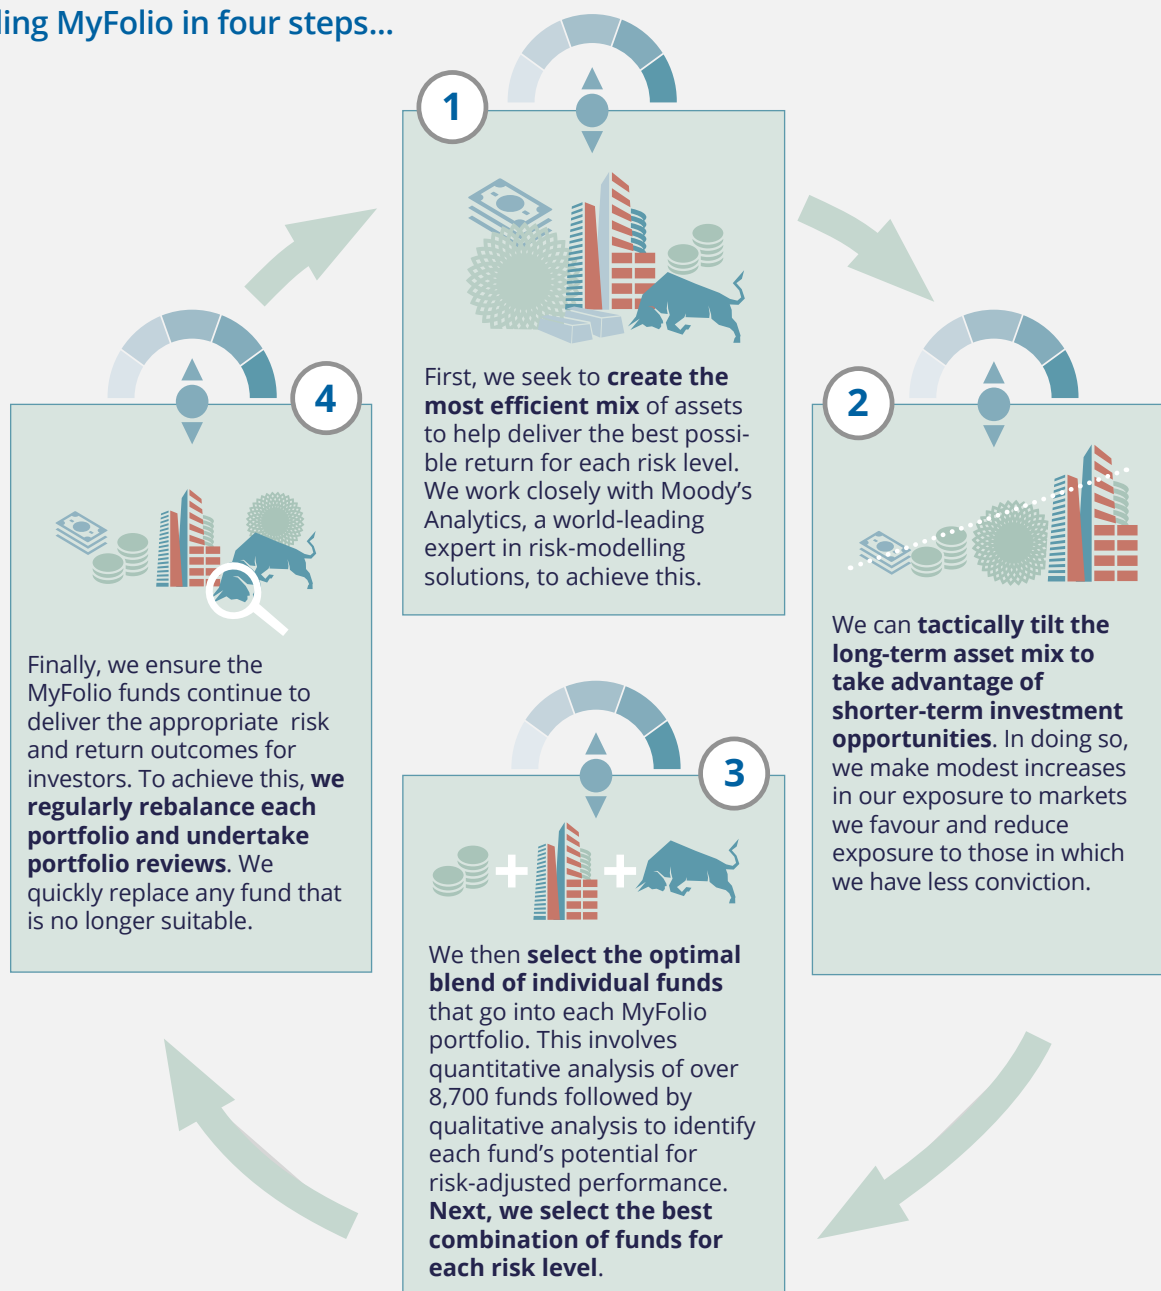 MyFolio in four steps...
1
First, we seek to create the
most efficient mix of assets
to help deliver the best possi-
ble return for each risk level.
We work closely with Moody's
Analytics, a world-leading
expert in risk-modelling
solutions, to achieve this.
2
We can tactically tilt the
long-term asset mix to
take advantage of
shorter-term investment
opportunities. In doing so,
we make modest increases
in our exposure to markets
we favour and reduce
exposure to those in which
we have less conviction.
3
We then select the optimal
blend of individual funds
that go into each MyFolio
portfolio. This involves
quantitative analysis of over
8,700 funds followed by
qualitative analysis to identify
each fund's potential for
risk-adjusted performance.
Next, we select the best
combination of funds for
each risk level.
4
Finally, we ensure the
MyFolio funds continue to
deliver the appropriate risk
and return outcomes for
investors. To achieve this, we
regularly rebalance each
portfolio and undertake
portfolio reviews. We
quickly replace any fund that
is no longer suitable.